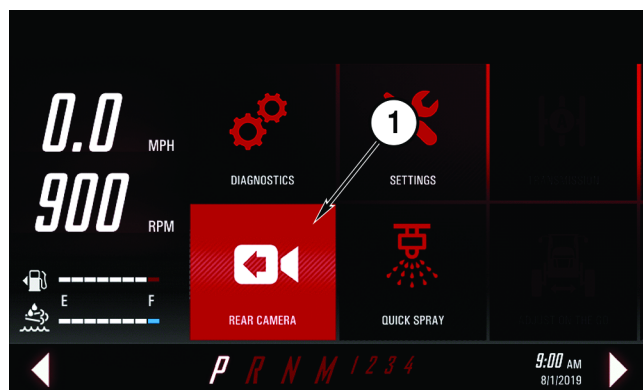 0.0 MPH
900 RPM
E F
DIAGNOSTICS
SETTINGS
1
REAR CAMERA
QUICK SPRAY
P R N M 1 2 3 4
9:00 AM
8/1/2019